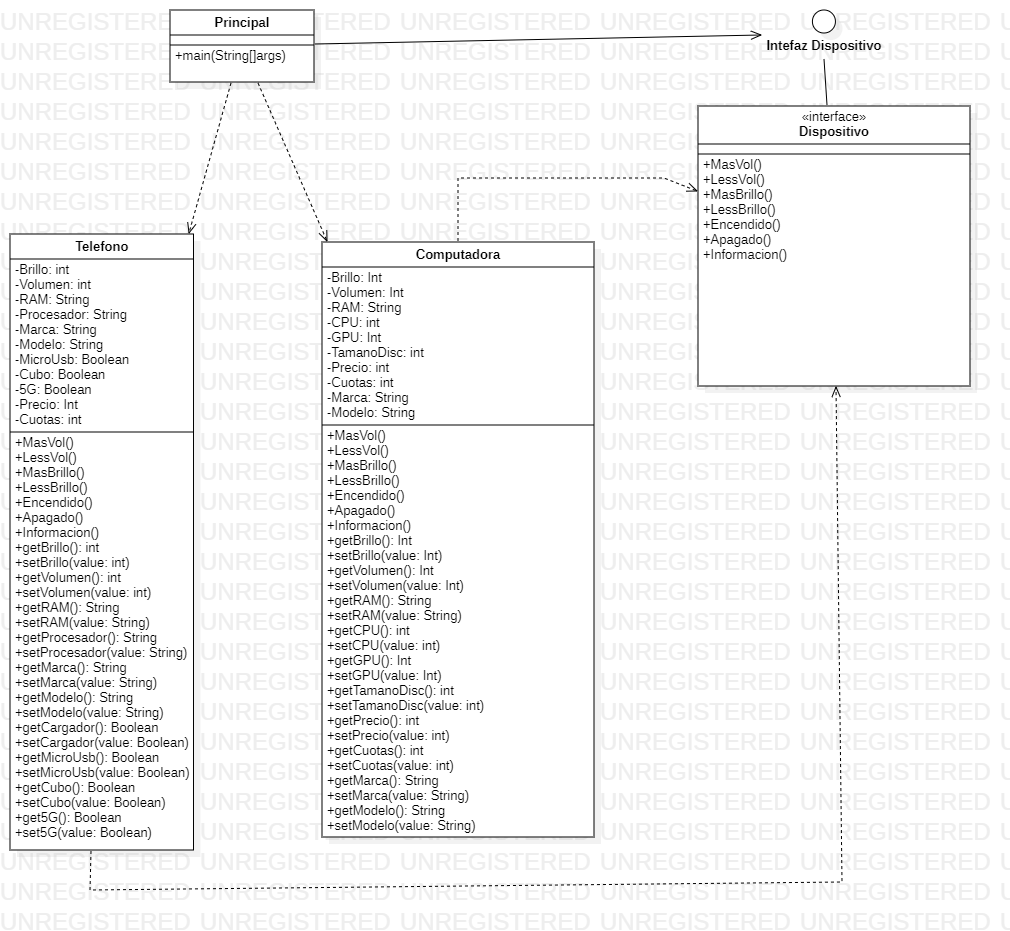 Principal
+main(String[]args)
Intefaz Dispositivo
«interface»
Dispositivo
+MasVol()
+LessVol()
+MasBrillo()
+LessBrillo()
+Encendido()
+Apagado()
+Informacion()
Telefono
-Brillo: int
-Volumen: int
-RAM: String
-Procesador: String
-Marca: String
-Modelo: String
-MicroUsb: Boolean
-Cubo: Boolean
-5G: Boolean
-Precio: Int
-Cuotas: int
+MasVol()
+LessVol()
+MasBrillo()
+LessBrillo()
+Encendido()
+Apagado()
+Informacion()
+getBrillo(): int
+setBrillo(value: int)
+getVolumen(): int
+setVolumen(value: int)
+getRAM(): String
+setRAM(value: String)
+getProcesador(): String
+setProcesador(value: String)
+getMarca(): String
+setMarca(value: String)
+getModelo(): String
+setModelo(value: String)
+getCargador(): Boolean
+setCargador(value: Boolean)
+getMicroUsb(): Boolean
+setMicroUsb(value: Boolean)
+getCubo(): Boolean
+setCubo(value: Boolean)
+get5G(): Boolean
+set5G(value: Boolean)
Computadora
-Brillo: Int
-Volumen: Int
-RAM: String
-CPU: int
-GPU: Int
-TamanoDisc: int
-Precio: int
-Cuotas: int
-Marca: String
-Modelo: String
+MasVol()
+LessVol()
+MasBrillo()
+LessBrillo()
+Encendido()
+Apagado()
+Informacion()
+getBrillo(): Int
+setBrillo(value: Int)
+getVolumen(): Int
+setVolumen(value: Int)
+getRAM(): String
+setRAM(value: String)
+getCPU(): int
+setCPU(value: int)
+getGPU(): Int
+setGPU(value: Int)
+getTamanoDisc(): int
+setTamanoDisc(value: int)
+getPrecio(): int
+setPrecio(value: int)
+getCuotas(): int
+setCuotas(value: int)
+getMarca(): String
+setMarca(value: String)
+getModelo(): String
+setModelo(value: String)
UNREGISTERED